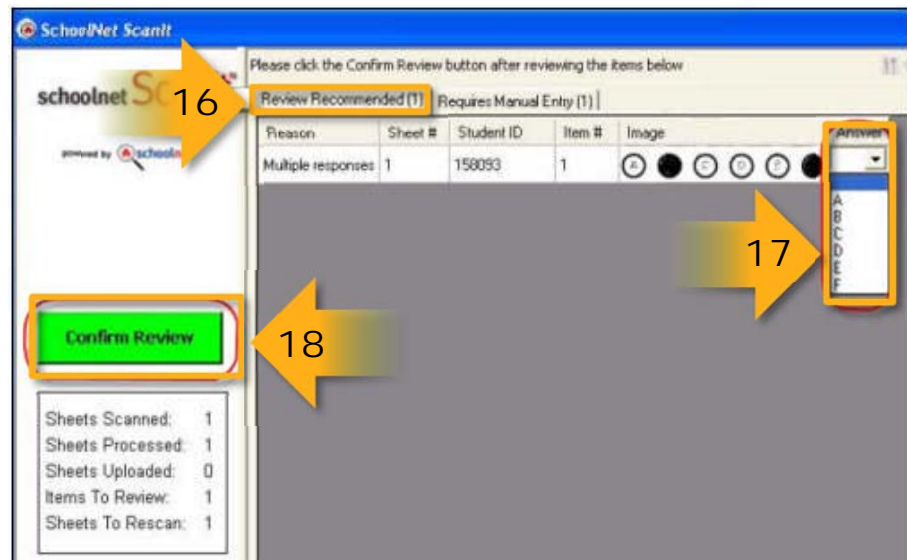 SchoolNet ScanIt
Please click the Confirm Review button after reviewing the items below
schoolnet
16
Review Recommended (1) Requires Manual Entry (1)
powered by
Reason Sheet # Student ID Item # Image Answer
Multiple responses 1 158093 1 A C D E
A
B
C
D
E
F
17
Confirm Review
18
Sheets Scanned: 1
Sheets Processed: 1
Sheets Uploaded: 0
Items To Review: 1
Sheets To Rescan: 1